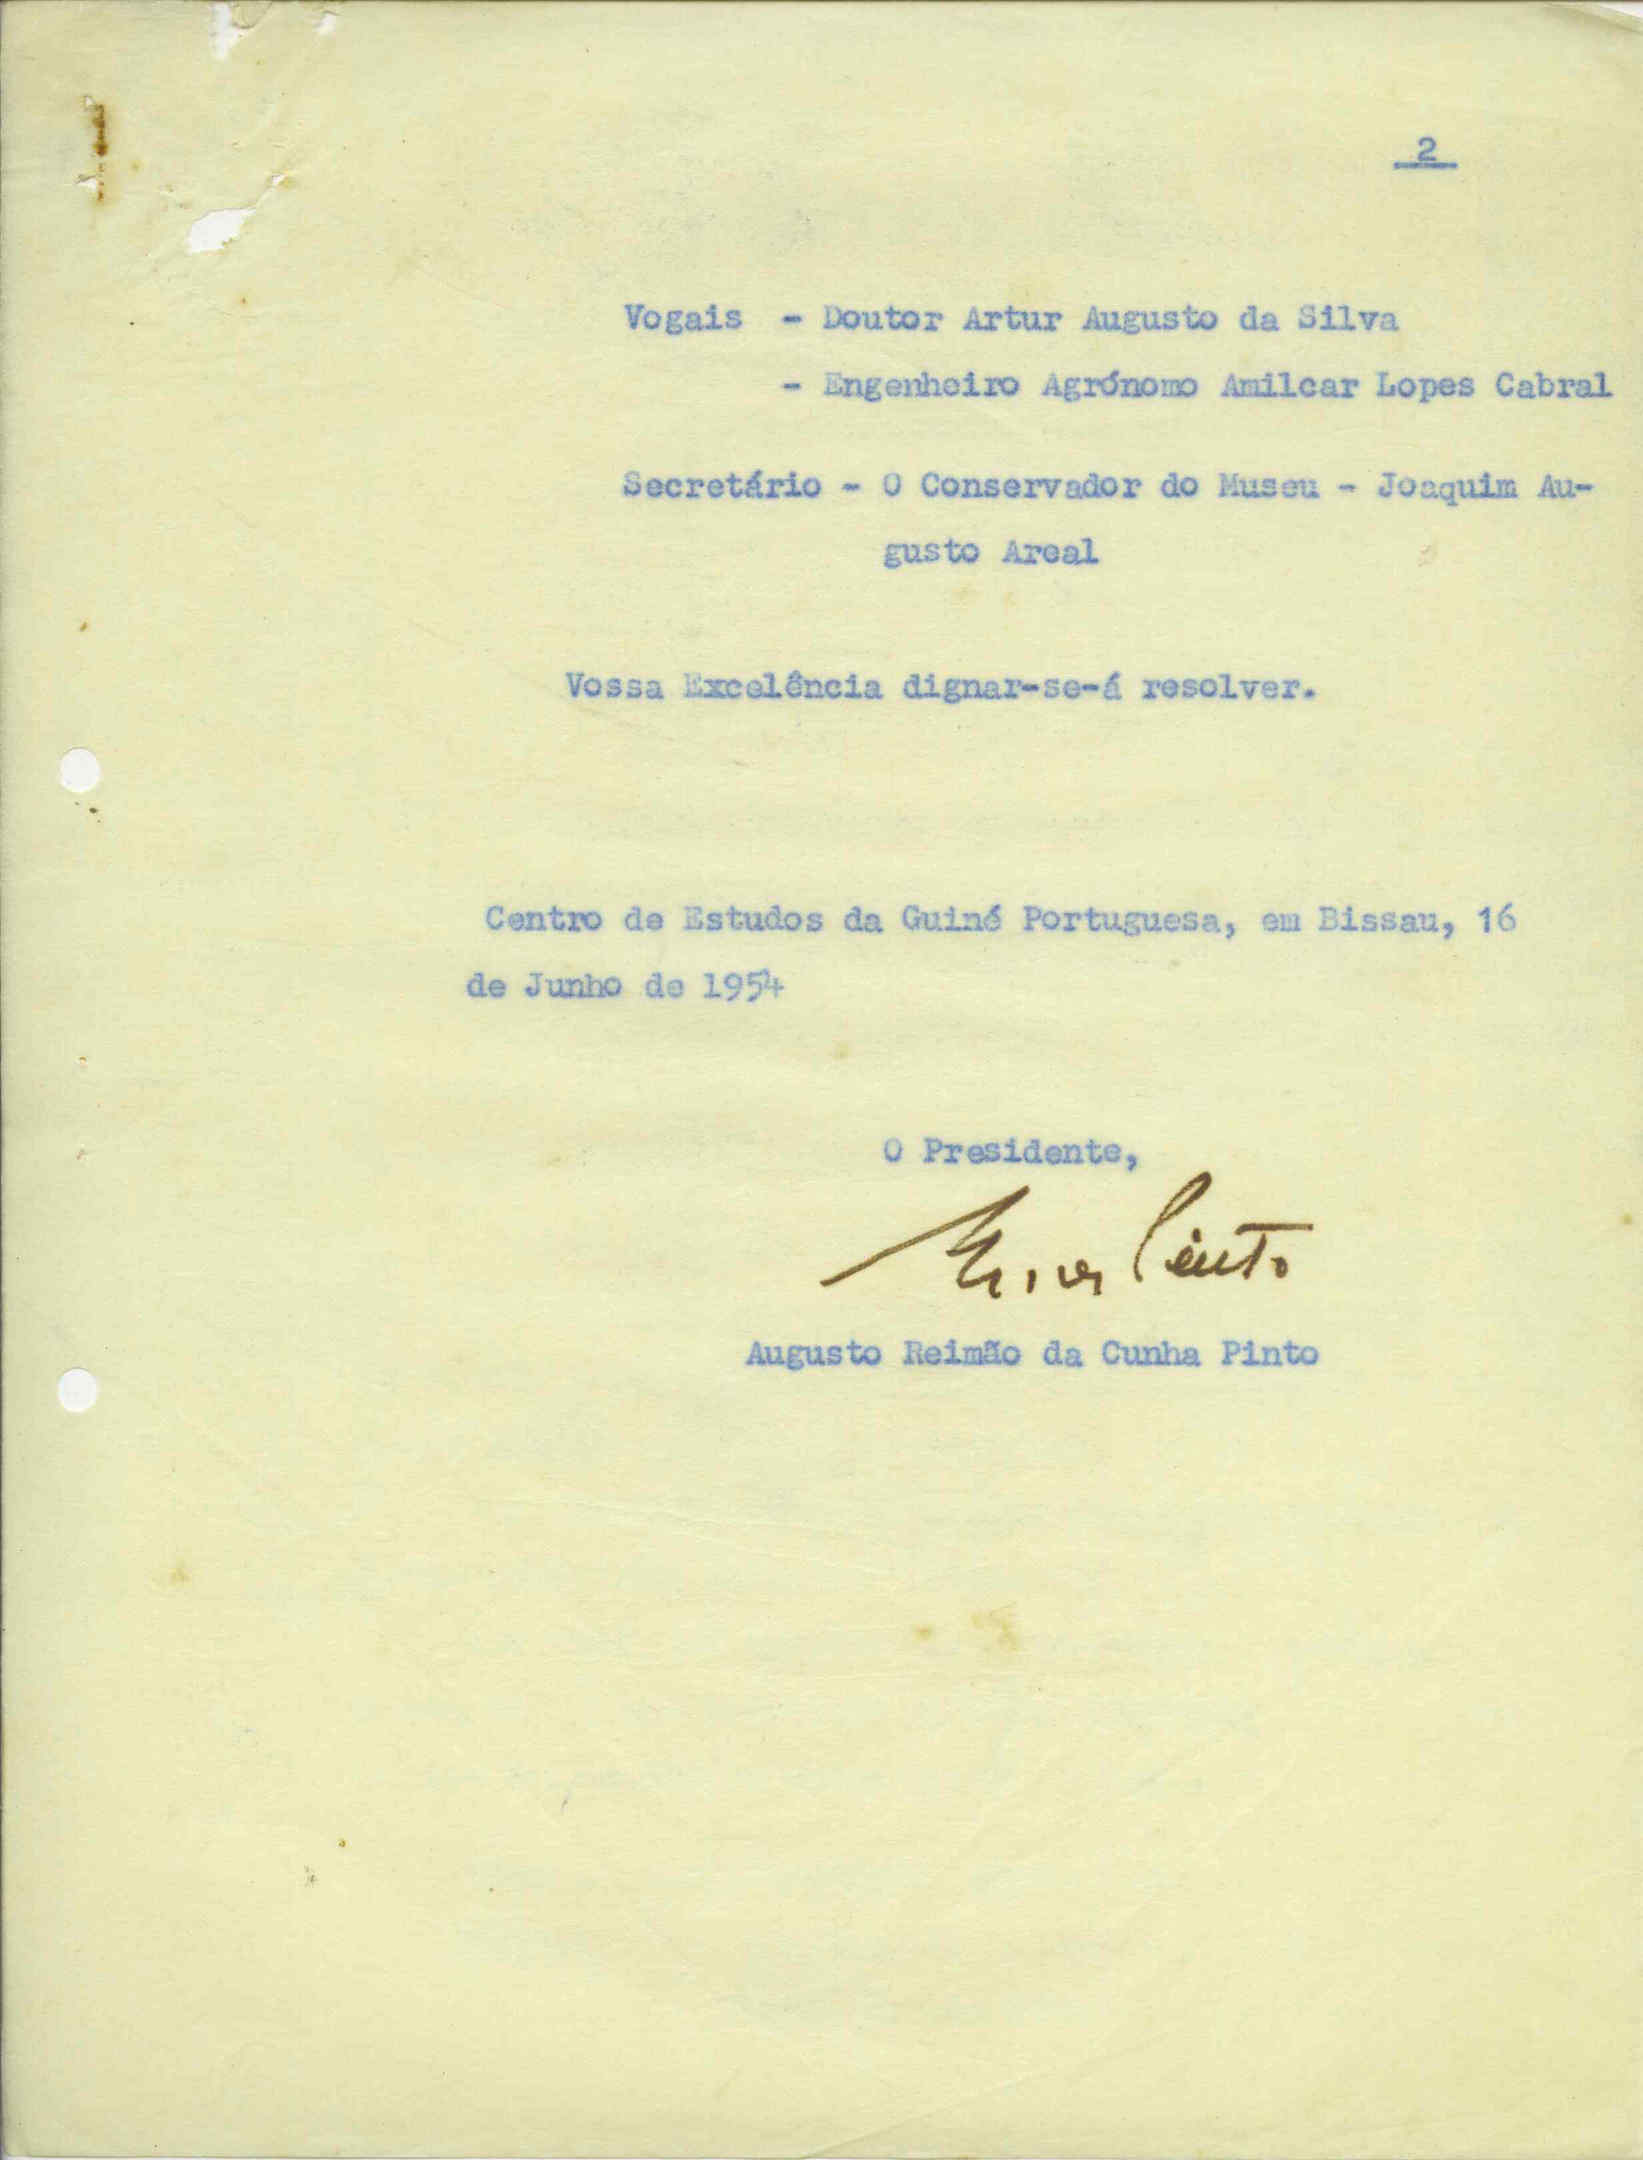 2
Vogais - Doutor Artur Augusto da Silva
- Engenheiro Agrónomo Amilcar Lopes Cabral
Secretário - O Conservador do Museu - Joaquim Au-
gusto Areal
Vossa Excelência dignar-se-á resolver.
Centro de Estudos da Guiné Portuguesa, em Bissau, 16
de Junho de 1954
O Presidente,
Pinto
Augusto Reimão da Cunha Pinto